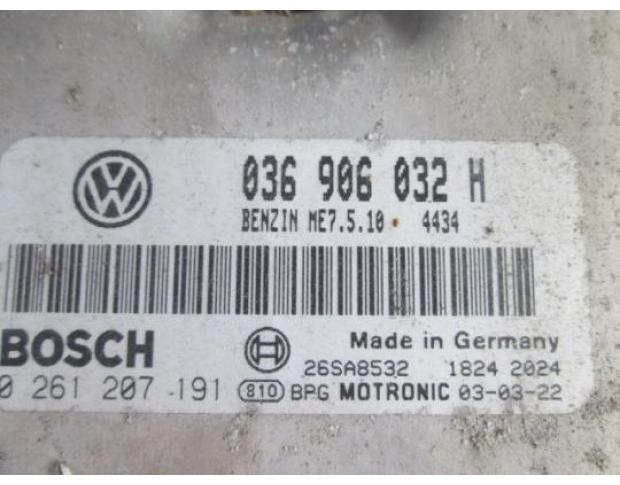 036 906 032 H
BENZIN ME7.5.10 4434
BOSCH
Made in Germany
26SA8532 1824 2024
0 261 207 191 810 BPG MOTRONIC 03-03-22